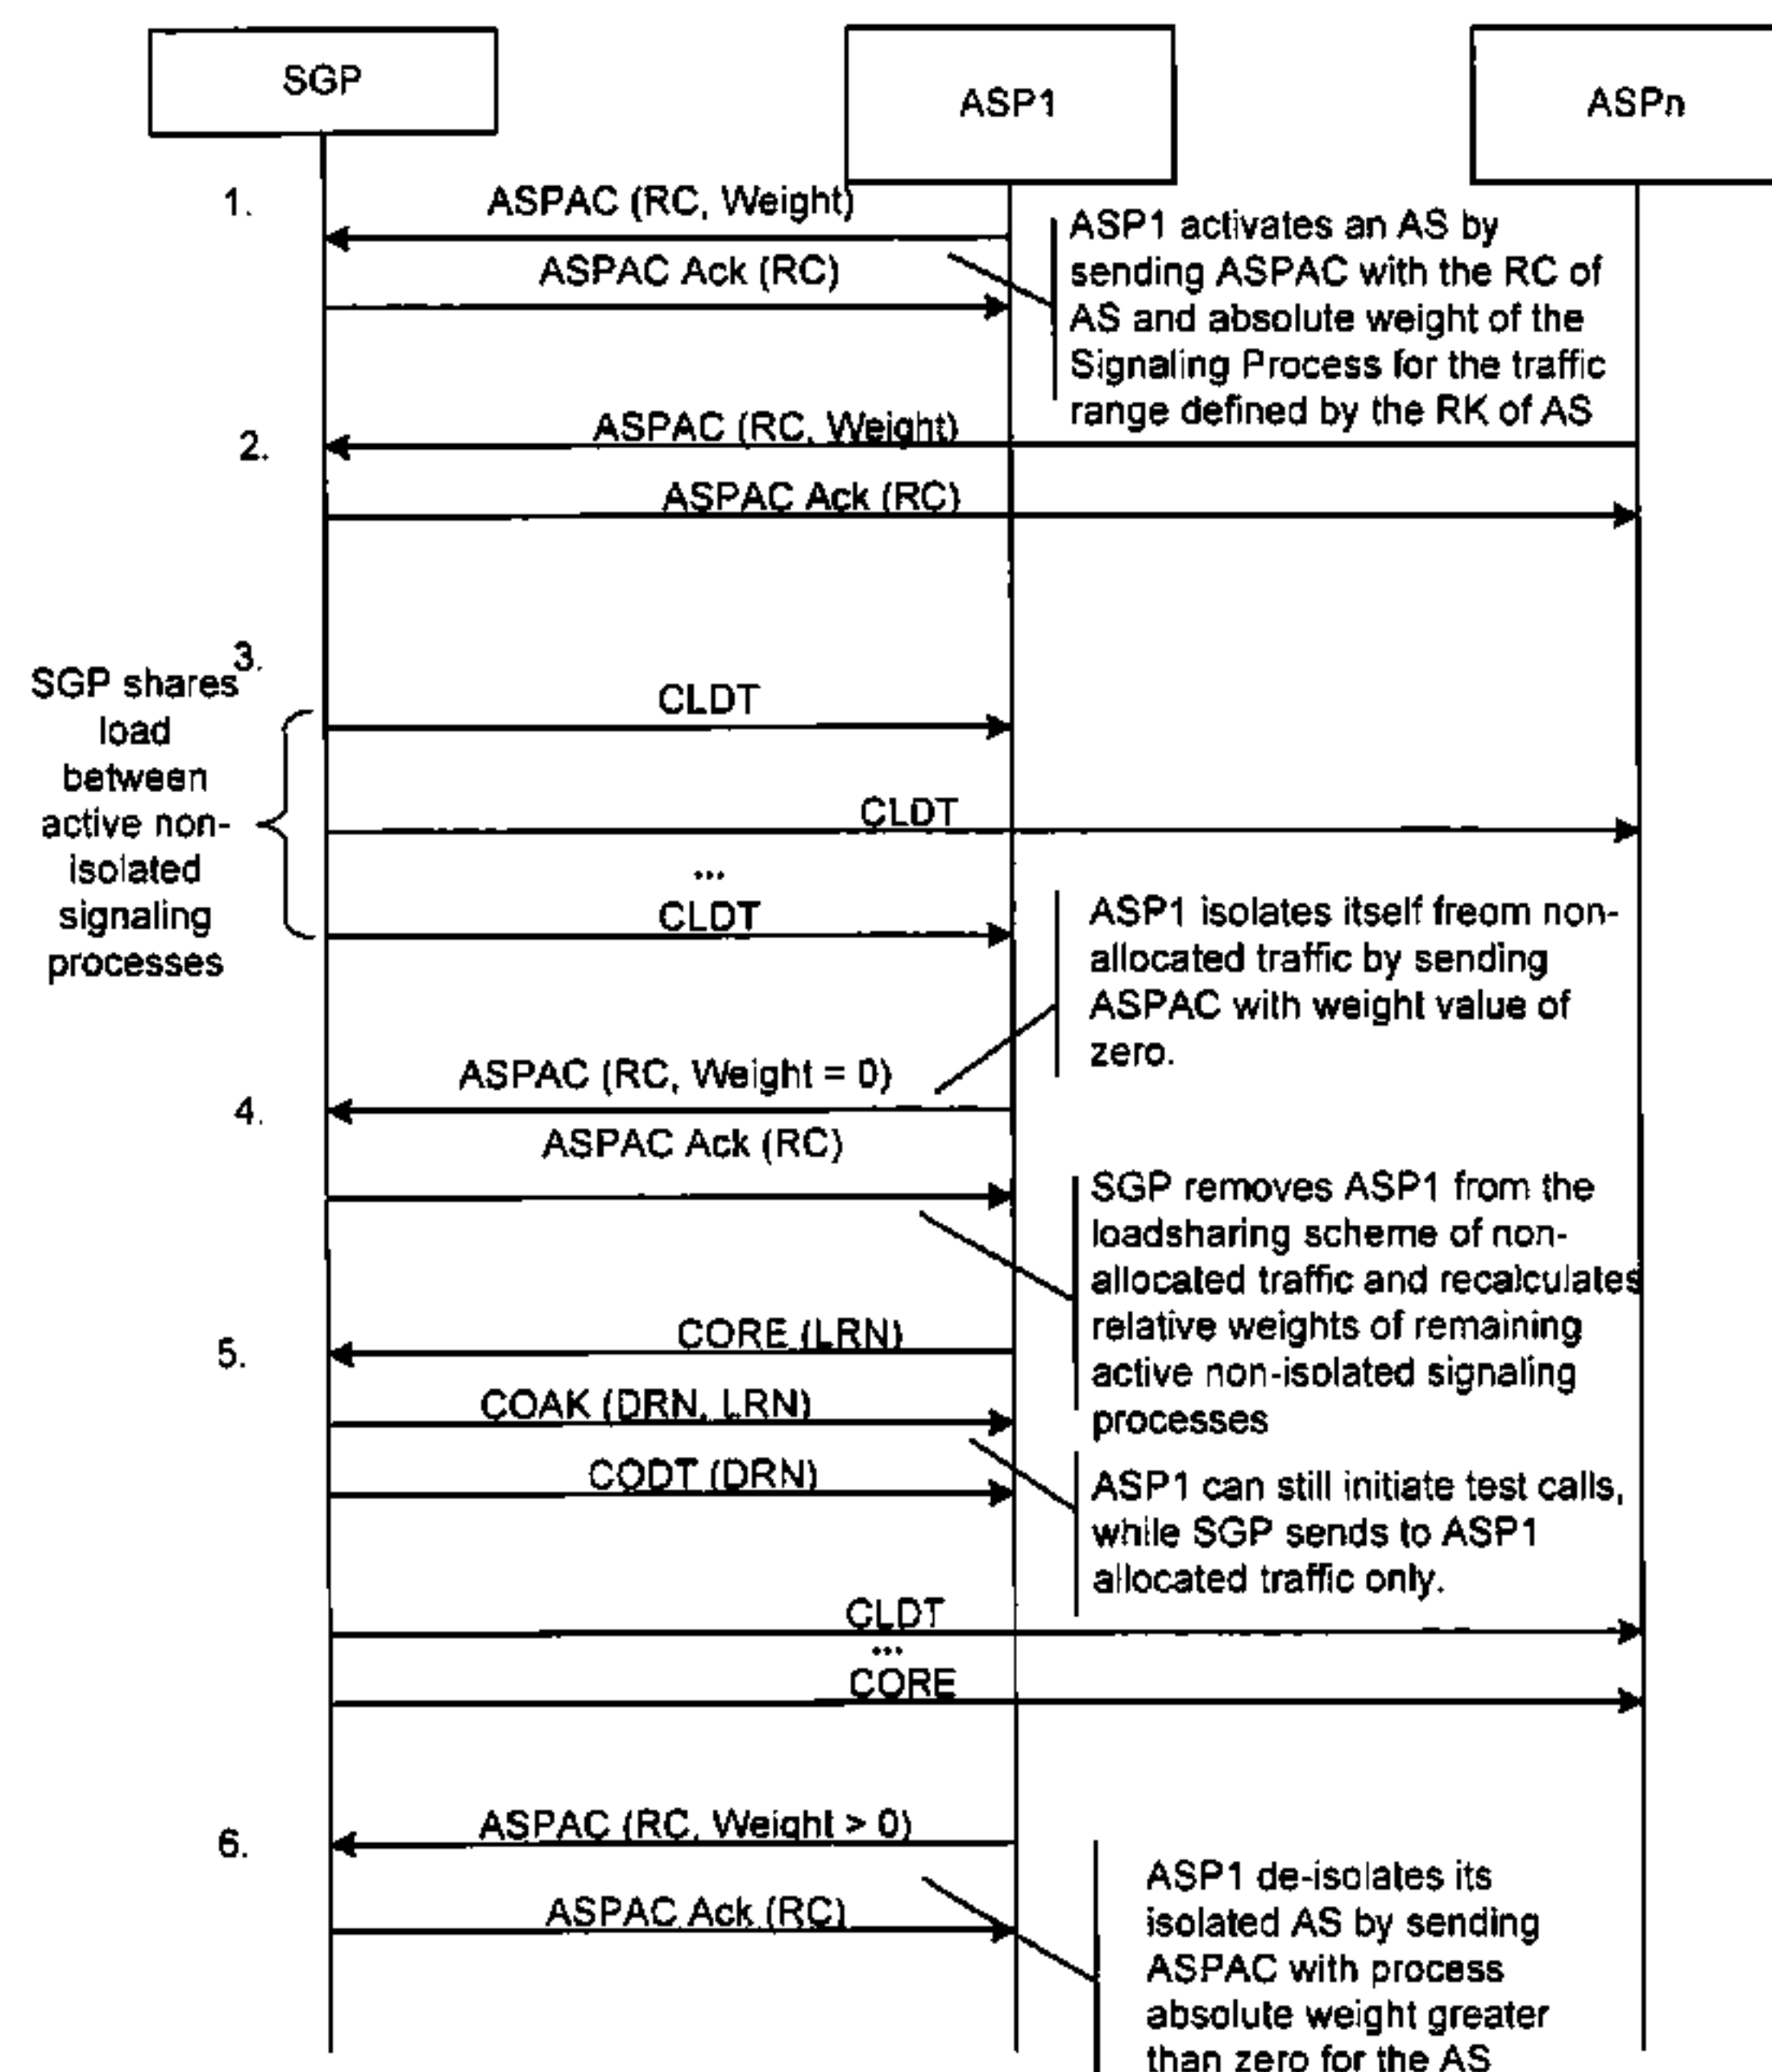 SGP
ASP1
ASPn
1.
ASPAC (RC, Weight)
ASPAC Ack (RC)
ASP1 activates an AS by
sending ASPAC with the RC of
AS and absolute weight of the
Signaling Process for the traffic
range defined by the RK of AS
2.
ASPAC (RC, Weight)
ASPAC Ack (RC)
3.
SGP shares
load
between
active non-
isolated
signaling
processes
CLDT
CLDT
...
CLDT
ASP1 isolates itself freom non-
allocated traffic by sending
ASPAC with weight value of
zero.
4.
ASPAC (RC, Weight = 0)
ASPAC Ack (RC)
SGP removes ASP1 from the
loadsharing scheme of non-
allocated traffic and recalculates
relative weights of remaining
active non-isolated signaling
processes
5.
CORE (LRN)
COAK (DRN, LRN)
CODT (DRN)
ASP1 can still initiate test calls,
while SGP sends to ASP1
allocated traffic only.
CLDT
...
CORE
6.
ASPAC (RC, Weight > 0)
ASPAC Ack (RC)
ASP1 de-isolates its
isolated AS by sending
ASPAC with process
absolute weight greater
than zero for the AS